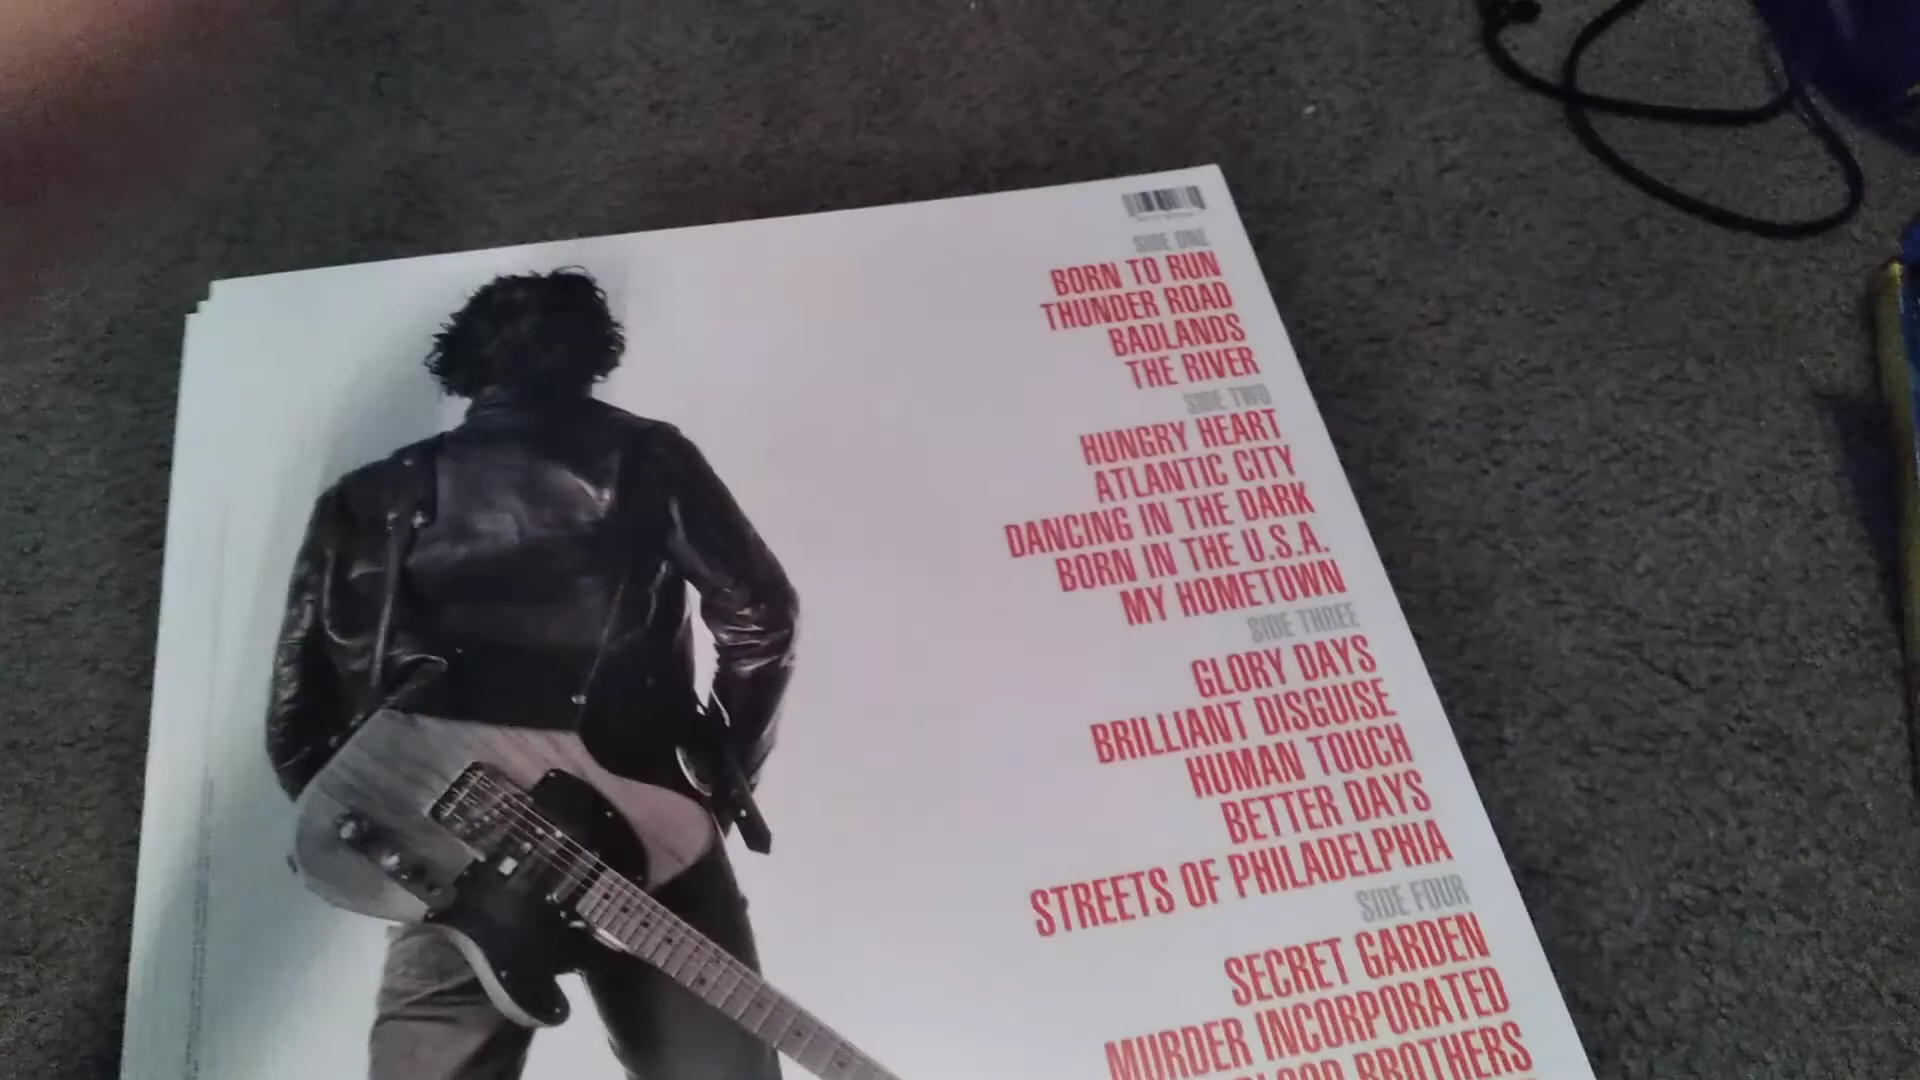 SIDE ONE
BORN TO RUN
THUNDER ROAD
BADLANDS
THE RIVER
SIDE TWO
HUNGRY HEART
ATLANTIC CITY
DANCING IN THE DARK
BORN IN THE U.S.A.
MY HOMETOWN
SIDE THREE
GLORY DAYS
BRILLIANT DISGUISE
HUMAN TOUCH
BETTER DAYS
STREETS OF PHILADELPHIA
SIDE FOUR
SECRET GARDEN
MURDER INCORPORATED
BLOOD BROTHERS